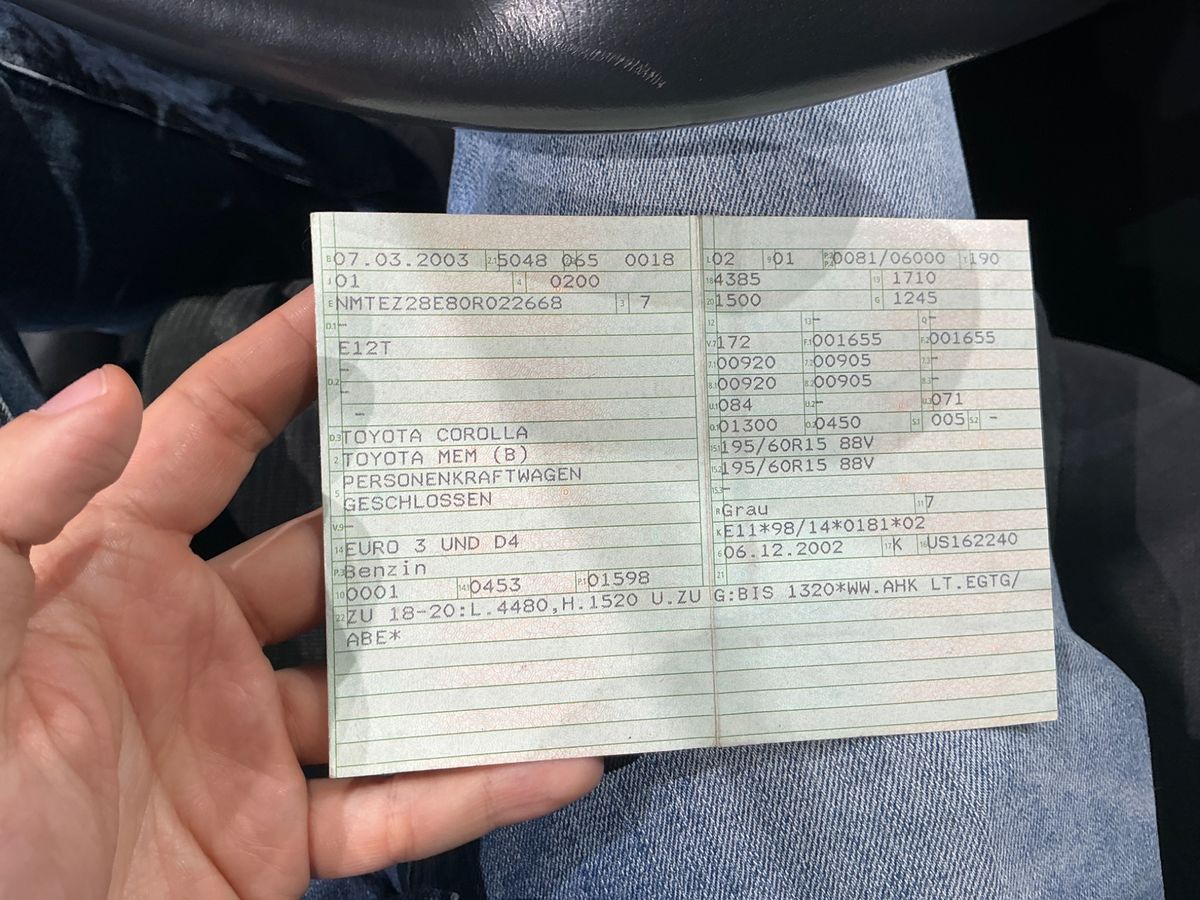 B 07.03.2003 2.1 5048 065 0018
J 01 4 0200
E NMTEZ28E80R022668 3 7
D.1 —
E12T
—
D.2 —
—
D.3 TOYOTA COROLLA
2 TOYOTA MEM (B)
5 PERSONENKRAFTWAGEN
GESCHLOSSEN
V.9 —
14 EURO 3 UND D4
P.3 Benzin
10 0001 14.1 0453 P.1 01598
22 ZU 18-20:L.4480,H.1520 U.ZU G:BIS 1320*WW.AHK LT.EGTG/
ABE*
L 02 9 01 P.2 P.4 0081/06000 T 190
18 4385 19 1710
20 1500 G 1245
12 — 13 — Q —
V.7 172 F.1 001655 F.2 001655
7.1 00920 7.2 00905 7.3 —
8.1 00920 8.2 00905 8.3 —
U.1 084 U.2 — U.3 071
O.1 01300 O.2 0450 S.1 005 S.2 —
15.1 195/60R15 88V
15.2 195/60R15 88V
15.3 —
R Grau 11 7
K E11*98/14*0181*02
6 06.12.2002 17 K 16 US162240
21